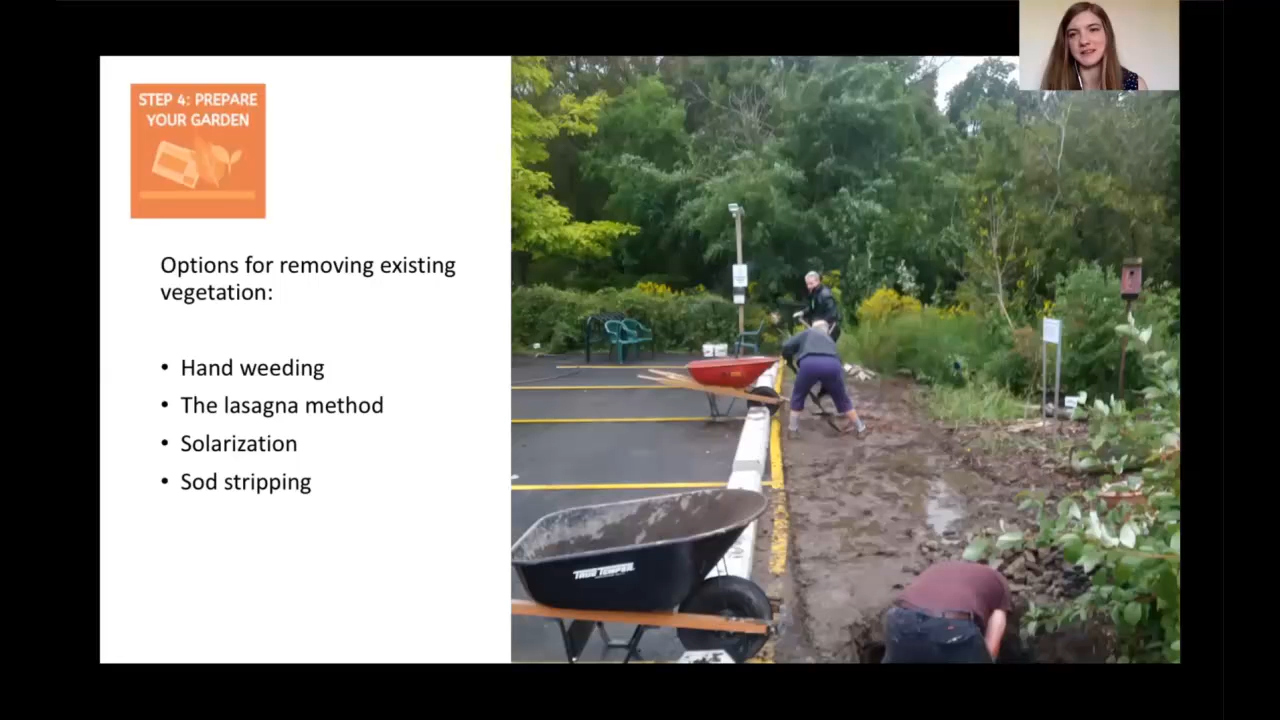 STEP 4: PREPARE
YOUR GARDEN
Options for removing existing
vegetation:
• Hand weeding
• The lasagna method
• Solarization
• Sod stripping
TRUE TEMPER